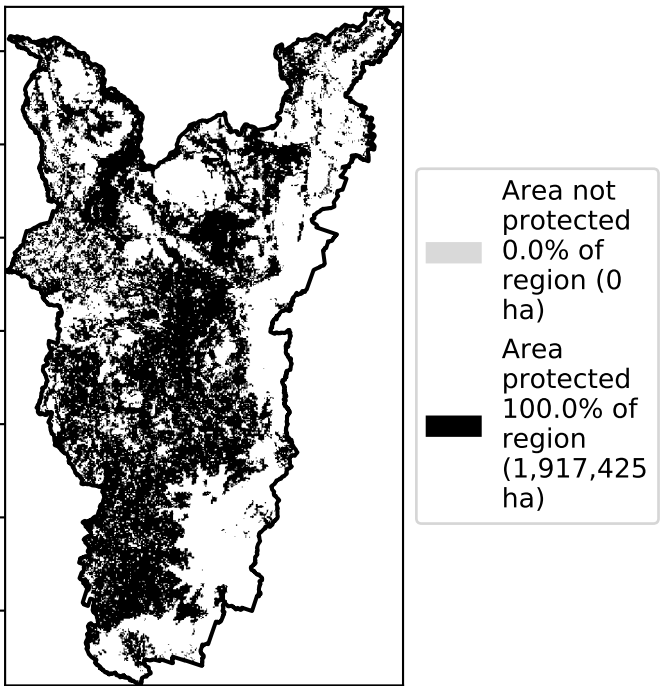 Area not
protected
0.0% of
region (0
ha)
Area
protected
100.0% of
region
(1,917,425
ha)